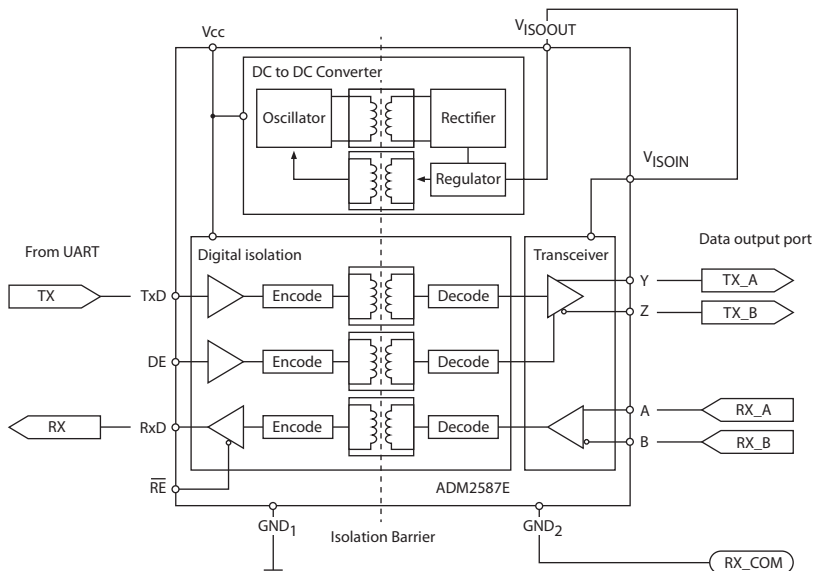 Vcc
VISOOUT
DC to DC Converter
Oscillator
Rectifier
Regulator
VISOIN
From UART
Digital isolation
Transceiver
Data output port
TX
TxD
Encode
Decode
Y
TX_A
Z
TX_B
DE
Encode
Decode
RX
RxD
Encode
Decode
A
RX_A
B
RX_B
RE
ADM2587E
GND1
Isolation Barrier
GND2
RX_COM